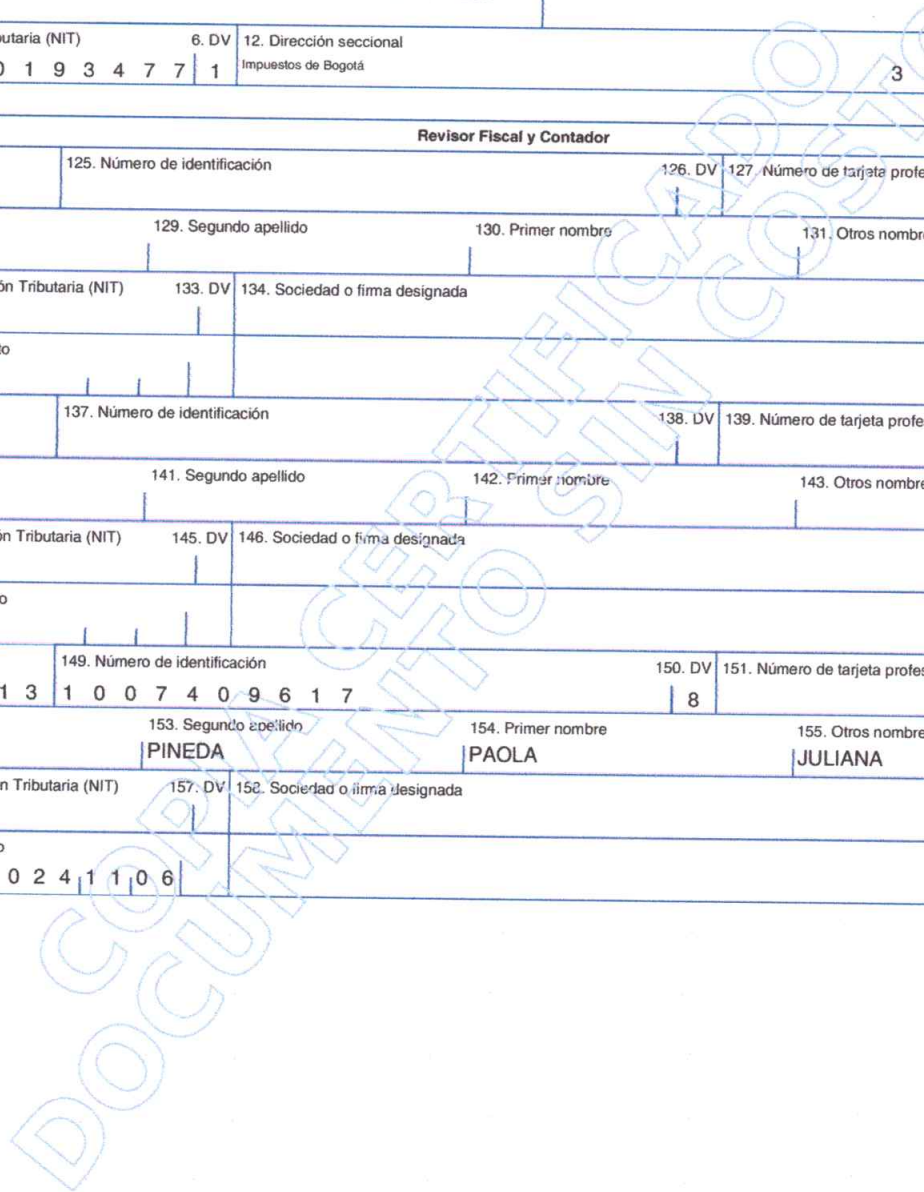 butaria (NIT) 6. DV 12. Dirección seccional
0 1 9 3 4 7 7 1 Impuestos de Bogotá 3
Revisor Fiscal y Contador
125. Número de identificación 126. DV 127. Número de tarjeta profe
129. Segundo apellido 130. Primer nombre 131. Otros nombre
ón Tributaria (NIT) 133. DV 134. Sociedad o firma designada
to
137. Número de identificación 138. DV 139. Número de tarjeta profe
141. Segundo apellido 142. Primer nombre 143. Otros nombre
ón Tributaria (NIT) 145. DV 146. Sociedad o firma designada
o
149. Número de identificación 150. DV 151. Número de tarjeta profes
1 3 1 0 0 7 4 0 9 6 1 7 8
153. Segundo apellido 154. Primer nombre 155. Otros nombre
PINEDA PAOLA JULIANA
n Tributaria (NIT) 157. DV 158. Sociedad o firma designada
o
0 2 4 1 1 0 6
COPIA CERTIFICADO
DOCUMENTO SIN COSTO